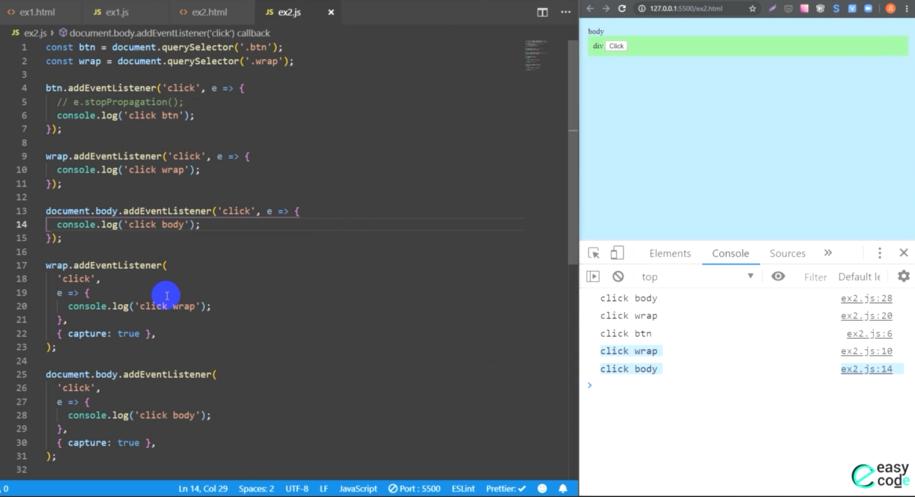 ex1.html
JS ex1.js
ex2.html
JS ex2.js
127.0.0.1:5500/ex2.html
JS ex2.js > document.body.addEventListener('click') callback
1 const btn = document.querySelector('.btn');
2 const wrap = document.querySelector('.wrap');
3
4 btn.addEventListener('click', e => {
5 // e.stopPropagation();
6 console.log('click btn');
7 });
8
9 wrap.addEventListener('click', e => {
10 console.log('click wrap');
11 });
12
13 document.body.addEventListener('click', e => {
14 console.log('click body');
15 });
16
17 wrap.addEventListener(
18 'click',
19 e => {
20 console.log('click wrap');
21 },
22 { capture: true },
23 );
24
25 document.body.addEventListener(
26 'click',
27 e => {
28 console.log('click body');
29 },
30 { capture: true },
31 );
32
body
div Click
Elements Console Sources
top Filter Default le
click body ex2.js:28
click wrap ex2.js:20
click btn ex2.js:6
click wrap ex2.js:10
click body ex2.js:14
easy
code
0 Ln 14, Col 29 Spaces: 2 UTF-8 LF JavaScript Port : 5500 ESLint Prettier: ✓